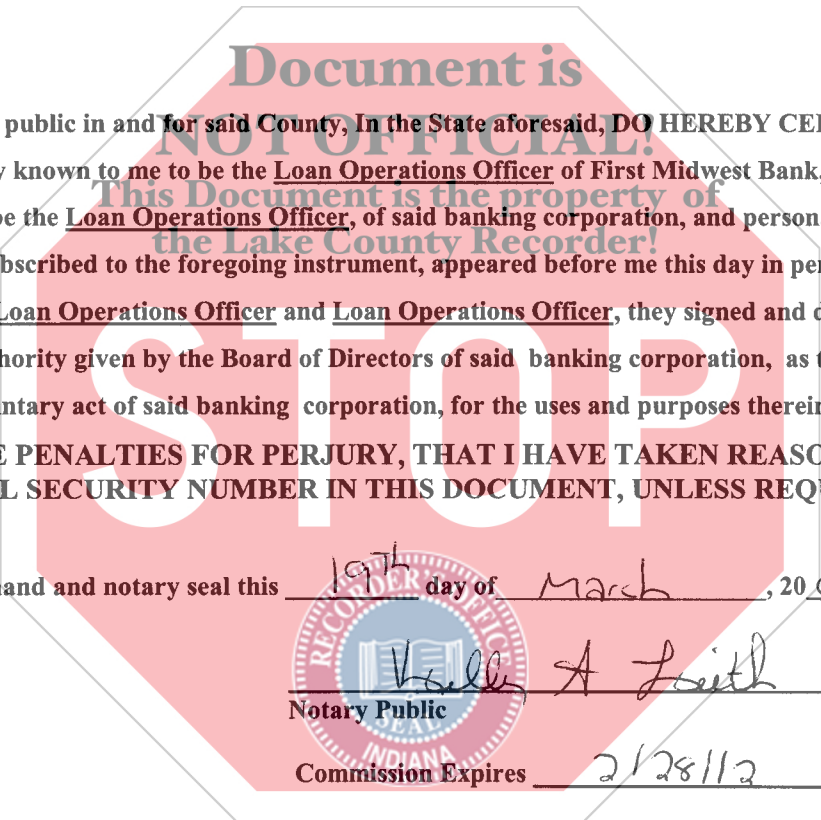 Document is
NOT OFFICIAL!
This Document is the property of
the Lake County Recorder!
STOP
public in and for said County, In the State aforesaid, DO HEREBY CE
y known to me to be the Loan Operations Officer of First Midwest Bank,
be the Loan Operations Officer, of said banking corporation, and person
bscribed to the foregoing instrument, appeared before me this day in per
Loan Operations Officer and Loan Operations Officer, they signed and d
hority given by the Board of Directors of said banking corporation, as t
ntary act of said banking corporation, for the uses and purposes therein
E PENALTIES FOR PERJURY, THAT I HAVE TAKEN REASO
L SECURITY NUMBER IN THIS DOCUMENT, UNLESS REQU
hand and notary seal this 19th day of March, 20
RECORDER'S OFFICE
SEAL
INDIANA
Kelly A
Notary Public
Commission Expires 2/28/12